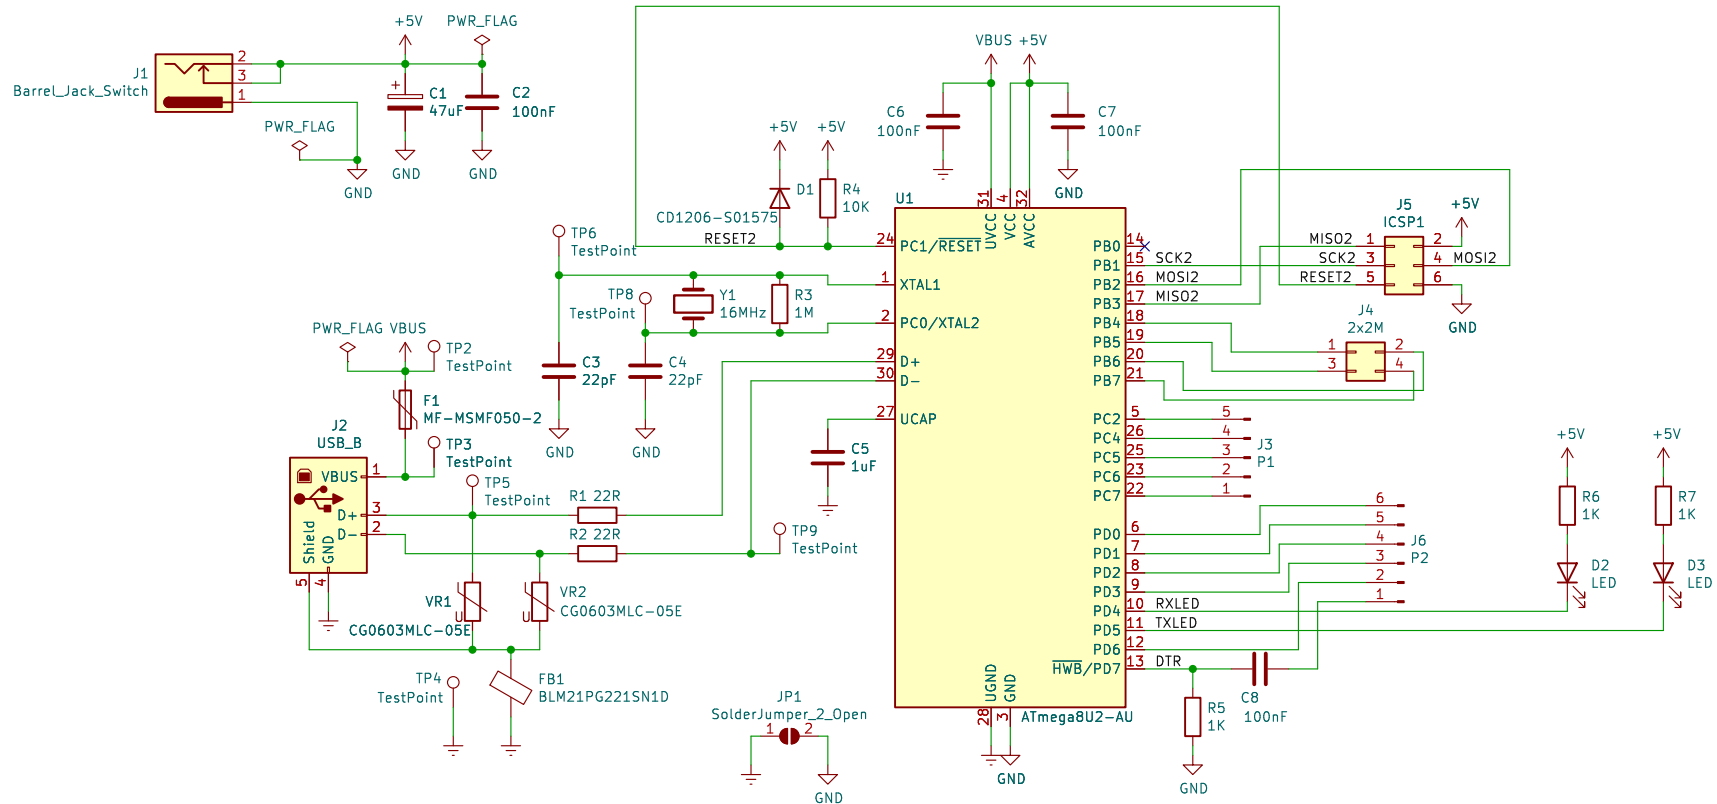 +5V
PWR_FLAG
J1
Barrel_Jack_Switch
2
3
1
+
C1
47uF
C2
100nF
PWR_FLAG
GND
GND
GND
VBUS
+5V
C6
100nF
C7
100nF
GND
+5V
+5V
D1
CD1206-S01575
R4
10K
RESET2
U1
24
PC1/RESET
1
XTAL1
2
PC0/XTAL2
29
D+
30
D-
27
UCAP
31
UVCC
4
VCC
32
AVCC
PB0
14
PB1
15
SCK2
PB2
16
MOSI2
PB3
17
MISO2
PB4
18
PB5
19
PB6
20
PB7
21
PC2
5
PC4
26
PC5
25
PC6
23
PC7
22
PD0
6
PD1
7
PD2
8
PD3
9
PD4
10
RXLED
PD5
11
TXLED
PD6
12
HWB/PD7
13
DTR
UGND
28
GND
3
ATmega8U2-AU
GND
J5
ICSP1
MISO2
1
SCK2
3
RESET2
5
2
4
MOSI2
6
+5V
GND
J4
2x2M
1
3
2
4
5
4
3
2
1
J3
P1
6
5
4
3
2
1
J6
P2
+5V
R6
1K
D2
LED
+5V
R7
1K
D3
LED
C8
100nF
R5
1K
GND
TP6
TestPoint
TP8
TestPoint
Y1
16MHz
R3
1M
C3
22pF
C4
22pF
GND
GND
C5
1uF
PWR_FLAG
VBUS
TP2
TestPoint
F1
MF-MSMF050-2
TP3
TestPoint
J2
USB_B
VBUS
1
D+
3
D-
2
Shield
5
GND
4
TP5
TestPoint
R1 22R
R2 22R
TP9
TestPoint
VR1
CG0603MLC-05E
U
VR2
CG0603MLC-05E
U
TP4
TestPoint
FB1
BLM21PG221SN1D
JP1
SolderJumper_2_Open
1
2
GND